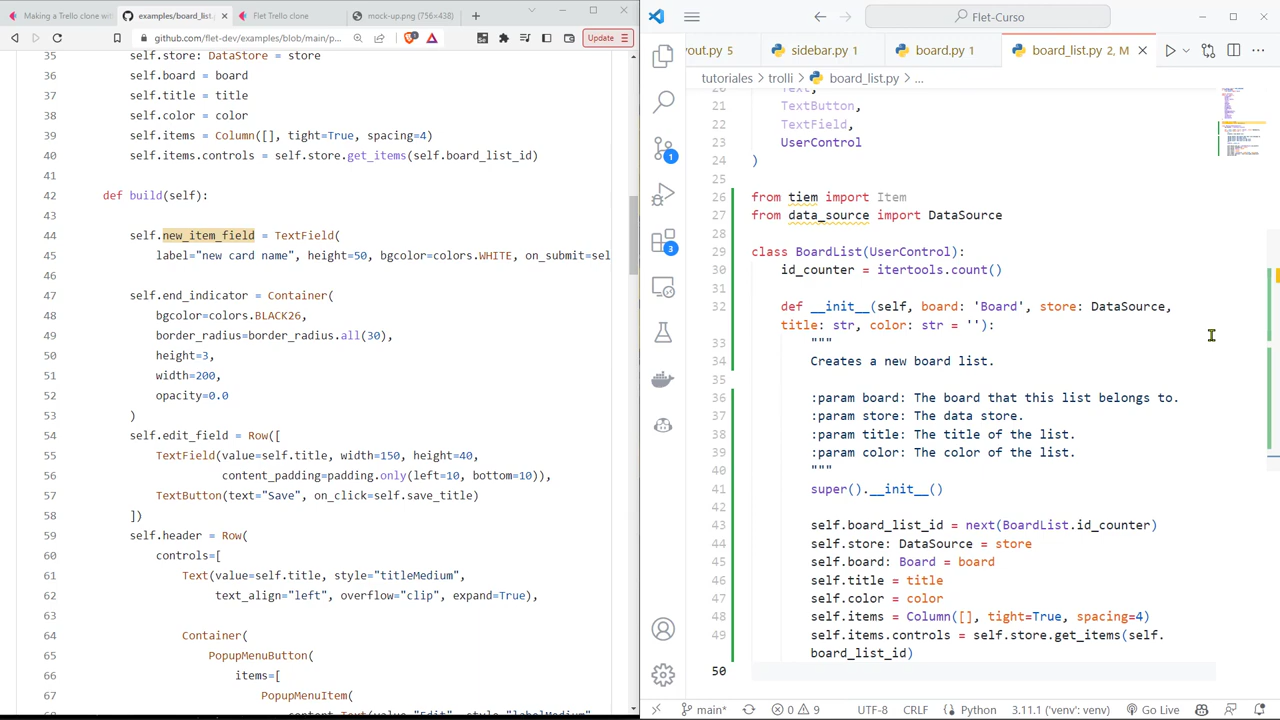 Making a Trello clone with
examples/board_list.
Flet Trello clone
mock-up.png (756×438)
github.com/flet-dev/examples/blob/main/p...
Update
35 self.store: DataStore = store
36 self.board = board
37 self.title = title
38 self.color = color
39 self.items = Column([], tight=True, spacing=4)
40 self.items.controls = self.store.get_items(self.board_list_id)
41
42 def build(self):
43
44 self.new_item_field = TextField(
45 label="new card name", height=50, bgcolor=colors.WHITE, on_submit=sel
46
47 self.end_indicator = Container(
48 bgcolor=colors.BLACK26,
49 border_radius=border_radius.all(30),
50 height=3,
51 width=200,
52 opacity=0.0
53 )
54 self.edit_field = Row([
55 TextField(value=self.title, width=150, height=40,
56 content_padding=padding.only(left=10, bottom=10)),
57 TextButton(text="Save", on_click=self.save_title)
58 ])
59 self.header = Row(
60 controls=[
61 Text(value=self.title, style="titleMedium",
62 text_align="left", overflow="clip", expand=True),
63
64 Container(
65 PopupMenuButton(
66 items=[
67 PopupMenuItem(
content=Text(value="Edit", style="labelMedium"
Flet-Curso
yout.py 5
sidebar.py 1
board.py 1
board_list.py 2, M
tutoriales > trolli > board_list.py > ...
20 Text,
21 TextButton,
22 TextField,
23 UserControl
24 )
25
26 from tiem import Item
27 from data_source import DataSource
28
29 class BoardList(UserControl):
30 id_counter = itertools.count()
31
32 def __init__(self, board: 'Board', store: DataSource,
title: str, color: str = ''):
33 """
34 Creates a new board list.
35
36 :param board: The board that this list belongs to.
37 :param store: The data store.
38 :param title: The title of the list.
39 :param color: The color of the list.
40 """
41 super().__init__()
42
43 self.board_list_id = next(BoardList.id_counter)
44 self.store: DataSource = store
45 self.board: Board = board
46 self.title = title
47 self.color = color
48 self.items = Column([], tight=True, spacing=4)
49 self.items.controls = self.store.get_items(self.
board_list_id)
50
1
3
main*
0 9
UTF-8
CRLF
Python
3.11.1 ('venv': venv)
Go Live